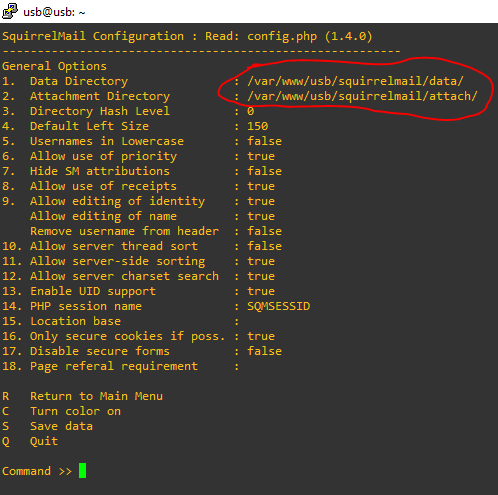 usb@usb: ~
SquirrelMail Configuration : Read: config.php (1.4.0)
---------------------------------------------------------
General Options
1.  Data Directory               : /var/www/usb/squirrelmail/data/
2.  Attachment Directory         : /var/www/usb/squirrelmail/attach/
3.  Directory Hash Level         : 0
4.  Default Left Size            : 150
5.  Usernames in Lowercase       : false
6.  Allow use of priority        : true
7.  Hide SM attributions         : false
8.  Allow use of receipts        : true
9.  Allow editing of identity    : true
    Allow editing of name        : true
    Remove username from header  : false
10. Allow server thread sort     : false
11. Allow server-side sorting    : true
12. Allow server charset search  : true
13. Enable UID support           : true
14. PHP session name             : SQMSESSID
15. Location base                :
16. Only secure cookies if poss. : true
17. Disable secure forms         : false
18. Page referal requirement     :
R   Return to Main Menu
C   Turn color on
S   Save data
Q   Quit
Command >>